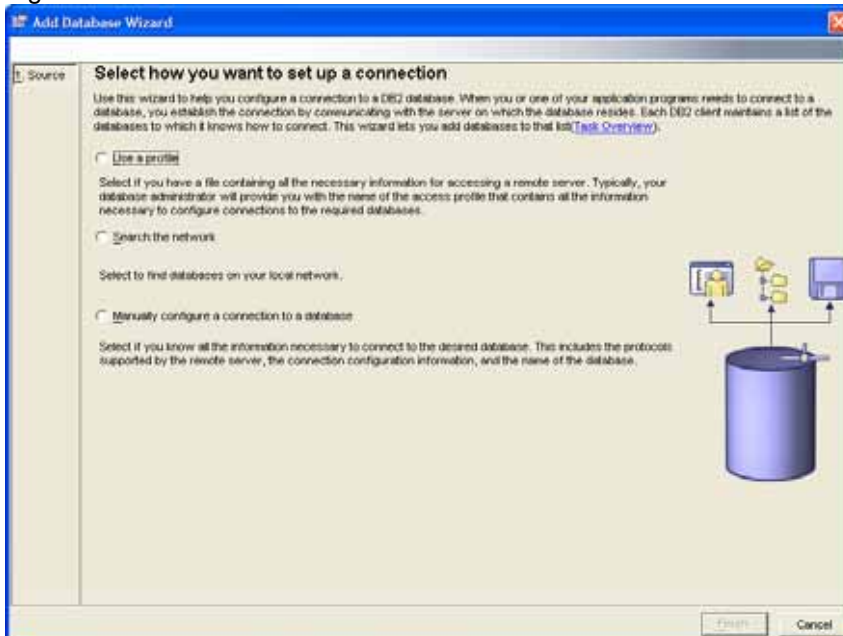 Add Database Wizard
1. Source
Select how you want to set up a connection
Use this wizard to help you configure a connection to a DB2 database. When you or one of your application programs needs to connect to a
database, you establish the connection by communicating with the server on which the database resides. Each DB2 client maintains a list of the
databases to which it knows how to connect. This wizard lets you add databases to that list(Task Overview).
Use a profile
Select if you have a file containing all the necessary information for accessing a remote server. Typically, your
database administrator will provide you with the name of the access profile that contains all the information
necessary to configure connections to the required databases.
Search the network
Select to find databases on your local network.
Manually configure a connection to a database
Select if you know all the information necessary to connect to the desired database. This includes the protocols
supported by the remote server, the connection configuration information, and the name of the database.
Finish
Cancel